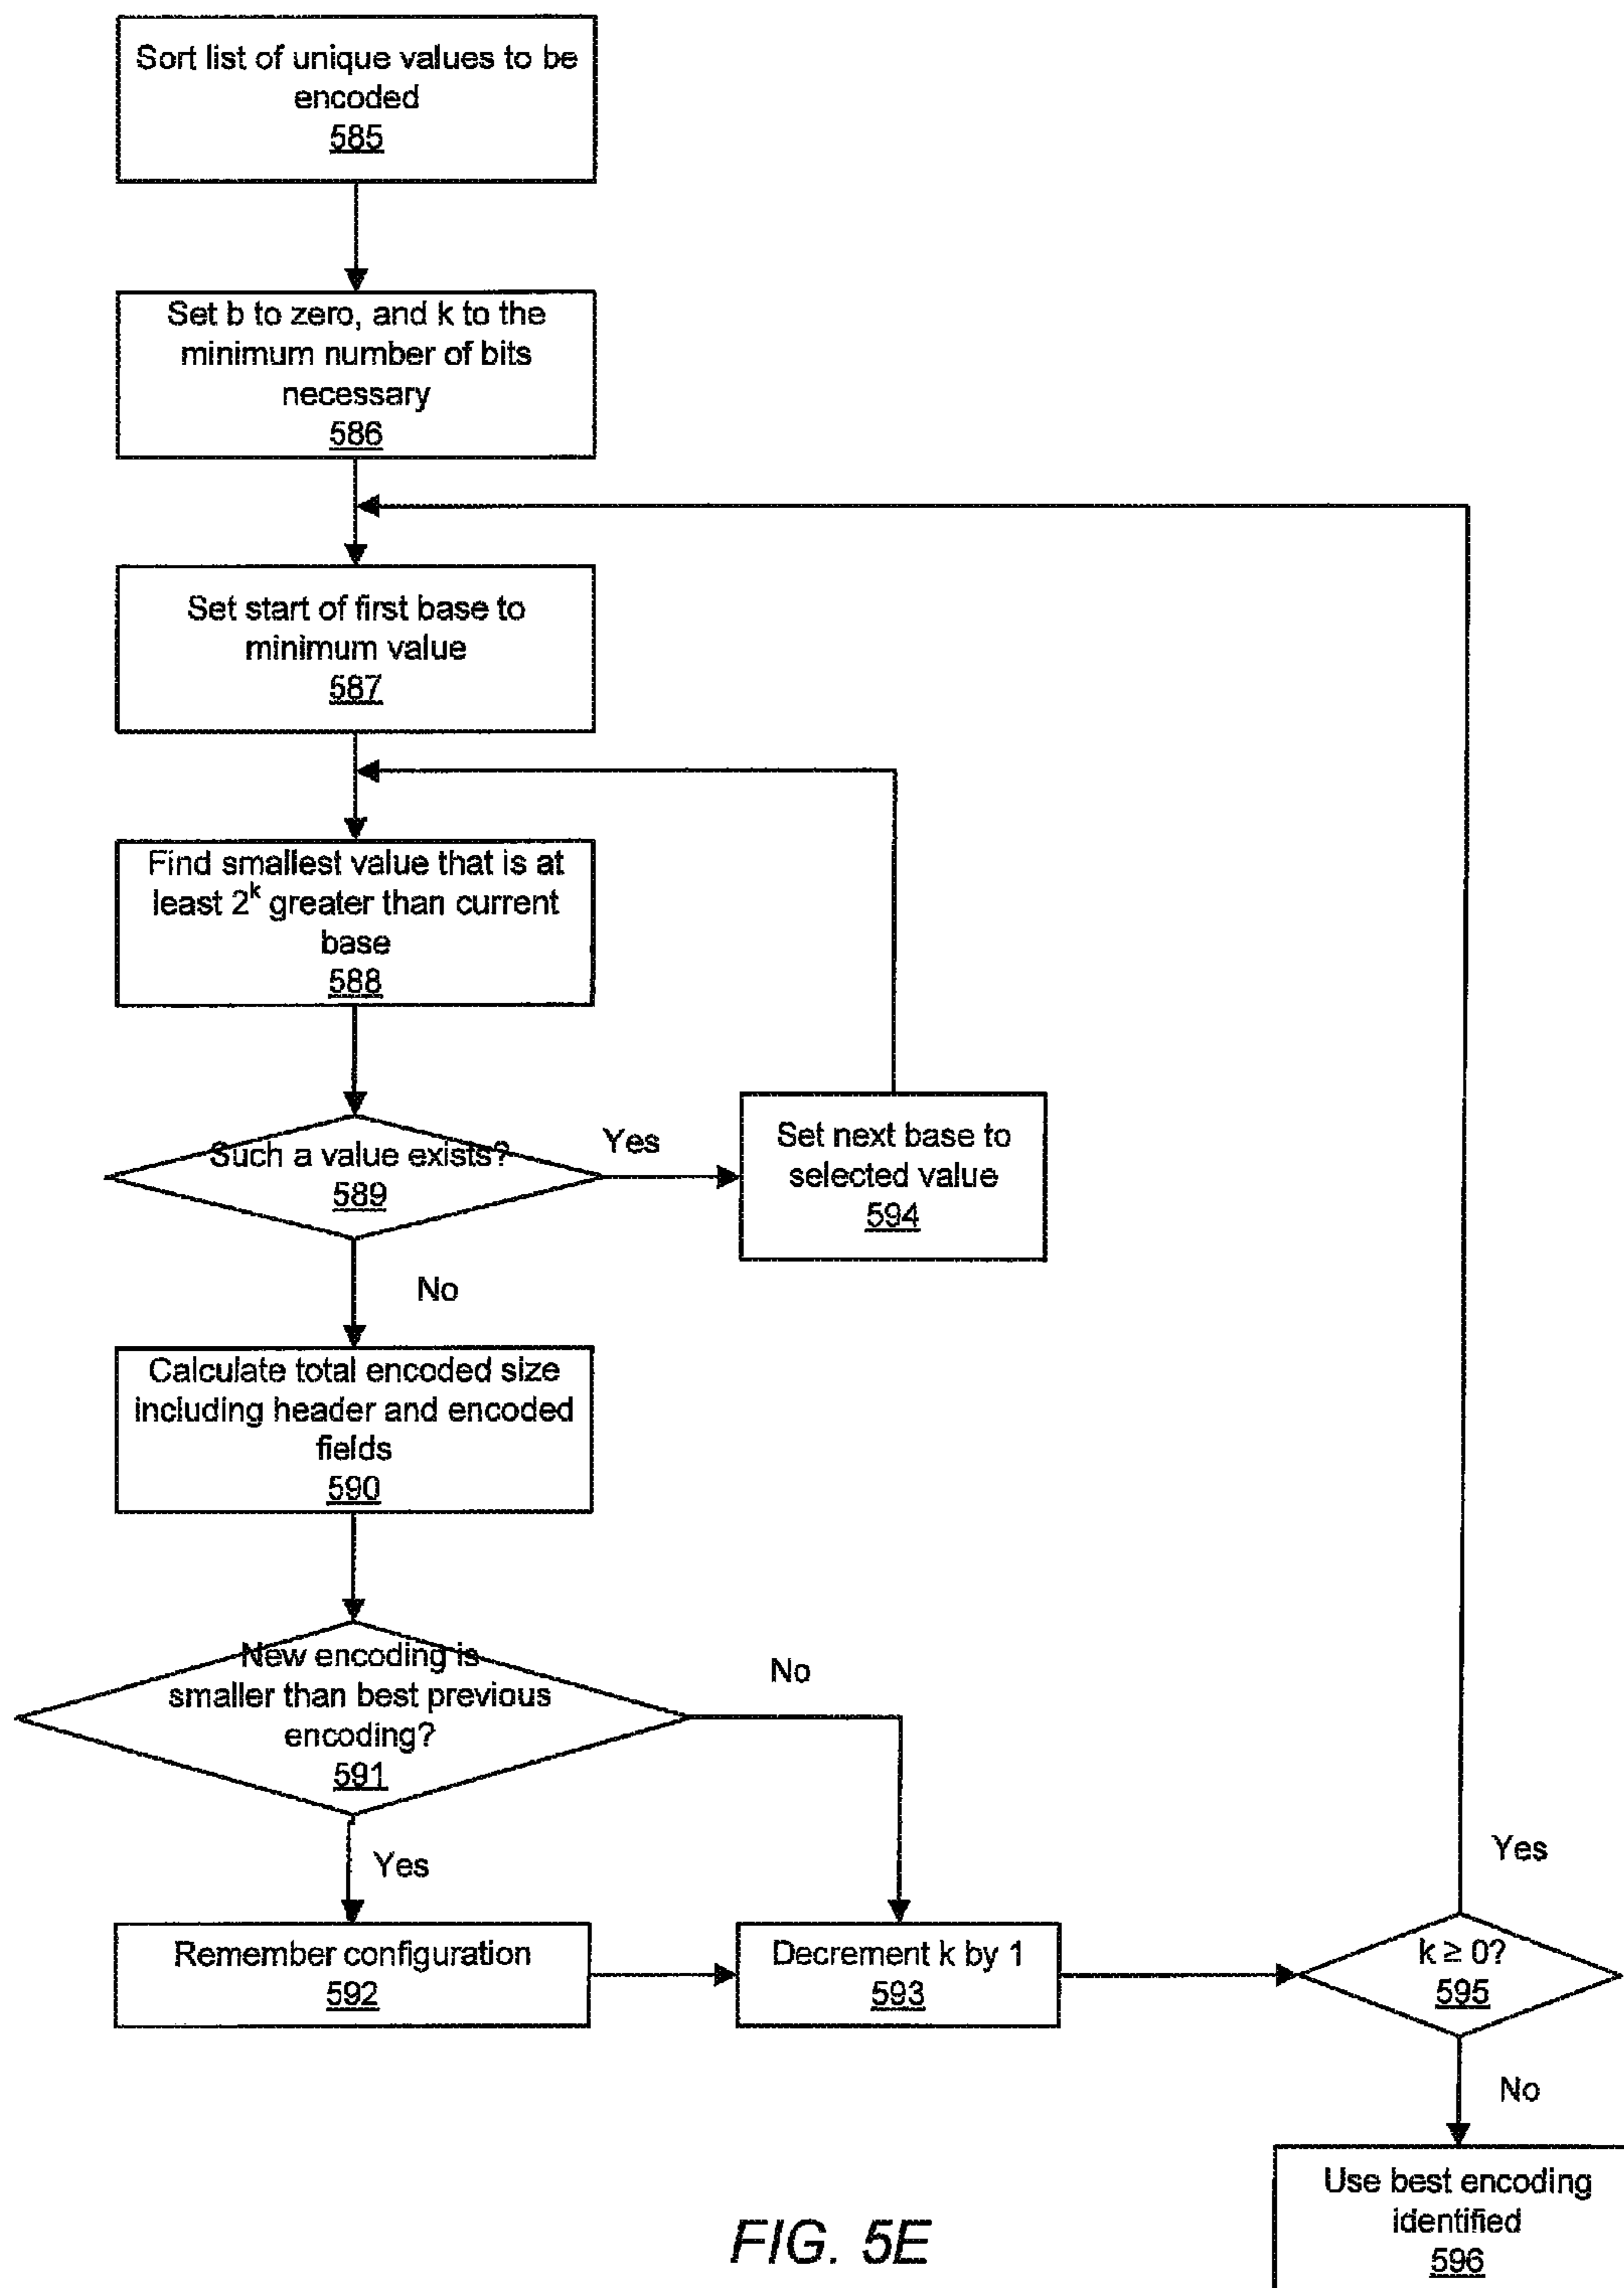 Sort list of unique values to be
encoded
585
Set b to zero, and k to the
minimum number of bits
necessary
586
Set start of first base to
minimum value
587
Find smallest value that is at
least 2^k greater than current
base
588
Such a value exists?
589
Yes
Set next base to
selected value
594
No
Calculate total encoded size
including header and encoded
fields
590
New encoding is
smaller than best previous
encoding?
591
No
Yes
Remember configuration
592
Decrement k by 1
593
Yes
k ≥ 0?
595
No
Use best encoding
identified
596
FIG. 5E